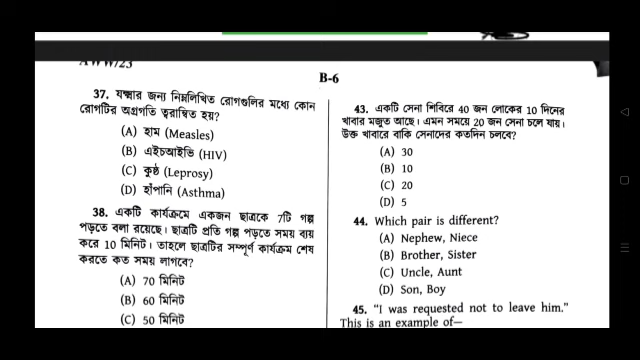 AWW/23
B-6
37. যক্ষ্মার জন্য নিম্নলিখিত রোগগুলির মধ্যে কোন
রোগটির অগ্রগতি ত্বরান্বিত হয়?
(A) হাম (Measles)
(B) এইচআইভি (HIV)
(C) কুষ্ঠ (Leprosy)
(D) হাঁপানি (Asthma)
38. একটি কার্যক্রমে একজন ছাত্রকে 7টি গল্প
পড়তে বলা রয়েছে। ছাত্রটি প্রতি গল্প পড়তে সময় ব্যয়
করে 10 মিনিট। তাহলে ছাত্রটির সম্পূর্ণ কার্যক্রম শেষ
করতে কত সময় লাগবে?
(A) 70 মিনিট
(B) 60 মিনিট
(C) 50 মিনিট
43. একটি সেনা শিবিরে 40 জন লোকের 10 দিনের
খাবার মজুত আছে। এমন সময়ে 20 জন সেনা চলে যায়।
উক্ত খাবারে বাকি সেনাদের কতদিন চলবে?
(A) 30
(B) 10
(C) 20
(D) 5
44. Which pair is different?
(A) Nephew, Niece
(B) Brother, Sister
(C) Uncle, Aunt
(D) Son, Boy
45. "I was requested not to leave him."
This is an example of—